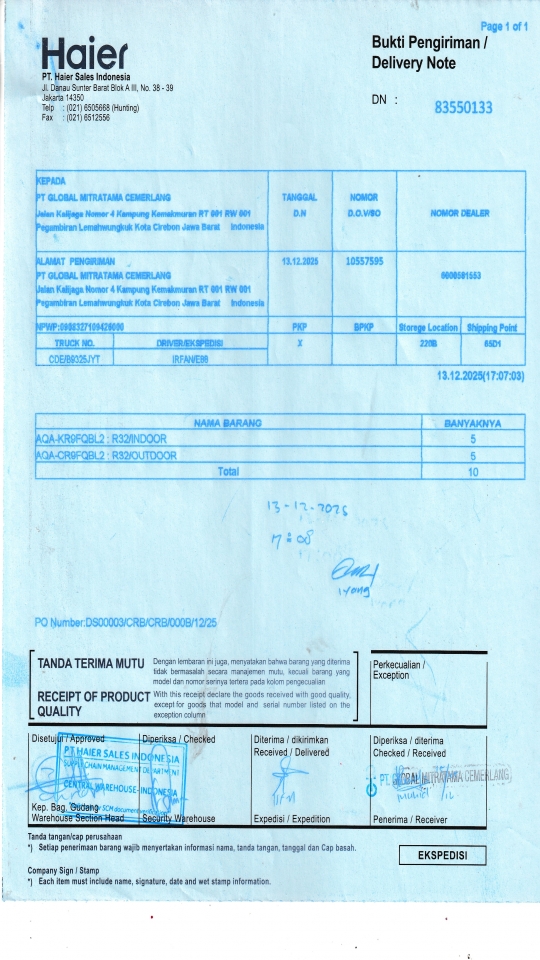 Page 1 of 1
Haier
Bukti Pengiriman /
Delivery Note
PT. Haier Sales Indonesia
Jl. Danau Sunter Barat Blok A III, No. 38 - 39
Jakarta 14350
Telp : (021) 6505668 (Hunting)
Fax : (021) 6512556
DN : 83550133
KEPADA
PT GLOBAL MITRATAMA CEMERLANG
Jalan Kalijaga Nomor 4 Kampung Kemakmuran RT 001 RW 001
Pegambiran Lemahwungkuk Kota Cirebon Jawa Barat Indonesia
TANGGAL
D.N
NOMOR
D.O.V/SO
NOMOR DEALER
ALAMAT PENGIRIMAN
PT GLOBAL MITRATAMA CEMERLANG
Jalan Kalijaga Nomor 4 Kampung Kemakmuran RT 001 RW 001
Pegambiran Lemahwungkuk Kota Cirebon Jawa Barat Indonesia
13.12.2025
10557595
NPWP:
PKP
BPKP
Storege Location
Shipping Point
TRUCK NO.
DRIVER/EKSPEDISI
X
220B
65D1
CDE/B9325JYT
IRFAN/E99
13.12.2025(17:07:03)
NAMA BARANG BANYAKNYA
AQA-KR9FQBL2 : R32/INDOOR 5
AQA-CR9FQBL2 : R32/OUTDOOR 5
Total 10
13-12-2025
17:08
PO Number:DS00003/CRB/CRB/000B/12/25
TANDA TERIMA MUTU
Dengan lembaran ini juga, menyatakan bahwa barang yang diterima
tidak bermasalah secara manajemen mutu, kecuali barang yang
model dan nomor serinya tertera pada kolom pengecualian
RECEIPT OF PRODUCT
QUALITY
With this receipt declare the goods received with good quality,
except for goods that model and serial number listed on the
exception column
Perkecualian /
Exception
Disetujui / Approved
Diperiksa / Checked
Diterima / dikirimkan
Received / Delivered
Diperiksa / diterima
Checked / Received
PT. HAIER SALES INDONESIA
SUPPLY CHAIN MANAGEMENT DEPARTMENT
CENTRAL WAREHOUSE-INDONESIA
PT GLOBAL MITRATAMA CEMERLANG
Kep. Bag. Gudang
Warehouse Section Head
Security Warehouse
Expedisi / Expedition
Penerima / Receiver
Tanda tangan/cap perusahaan
*) Setiap penerimaan barang wajib menyertakan informasi nama, tanda tangan, tanggal dan Cap basah.
EKSPEDISI
Company Sign / Stamp
*) Each item must include name, signature, date and wet stamp information.